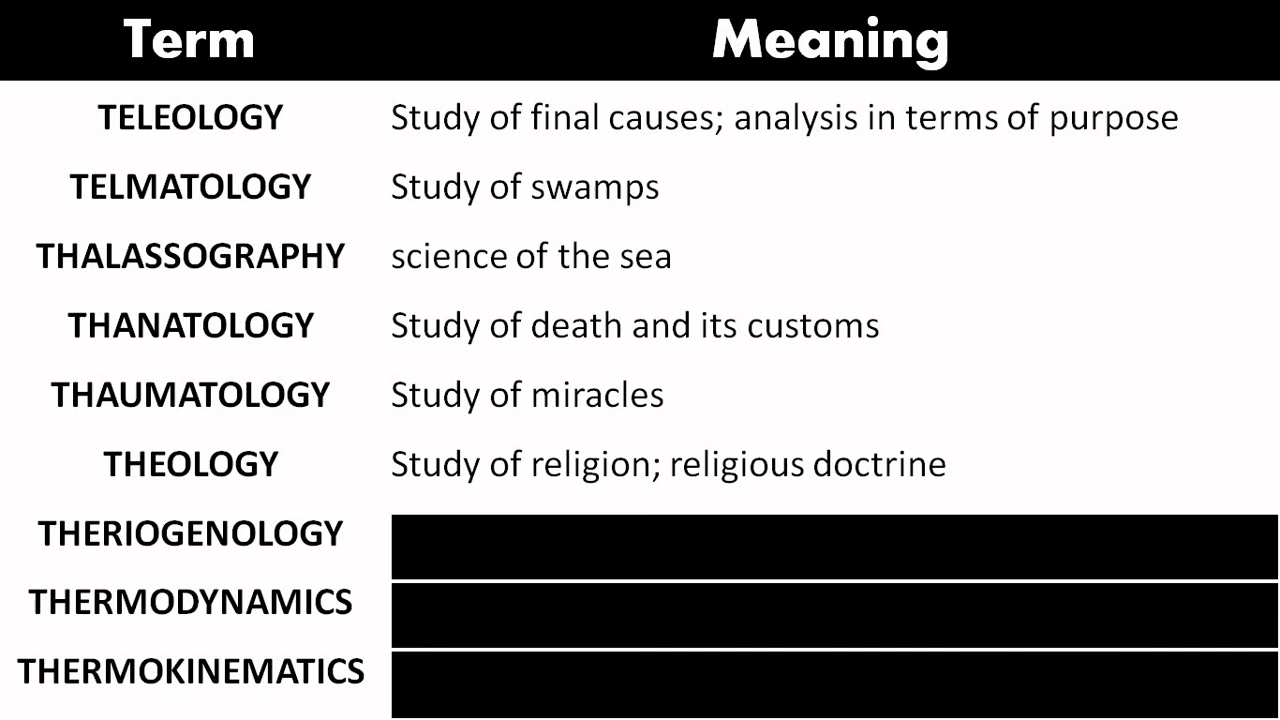 Term Meaning
TELEOLOGY Study of final causes; analysis in terms of purpose
TELMATOLOGY Study of swamps
THALASSOGRAPHY science of the sea
THANATOLOGY Study of death and its customs
THAUMATOLOGY Study of miracles
THEOLOGY Study of religion; religious doctrine
THERIOGENOLOGY
THERMODYNAMICS
THERMOKINEMATICS